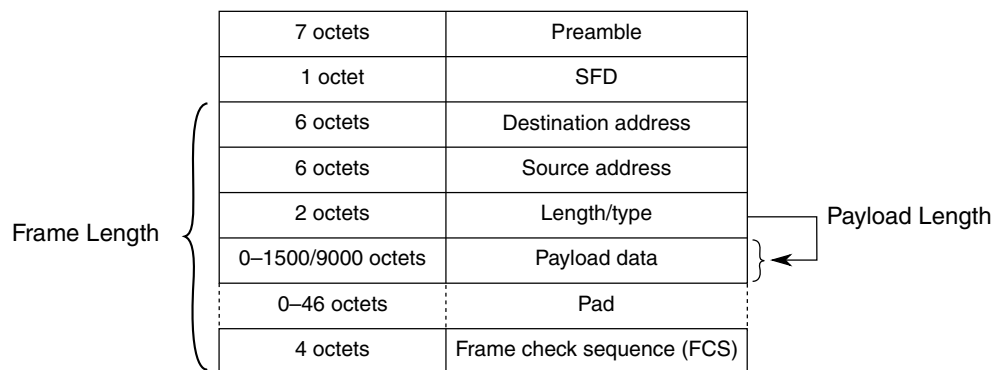 7 octets Preamble
1 octet SFD
6 octets Destination address
6 octets Source address
2 octets Length/type
Frame Length
Payload Length
0–1500/9000 octets Payload data
0–46 octets Pad
4 octets Frame check sequence (FCS)